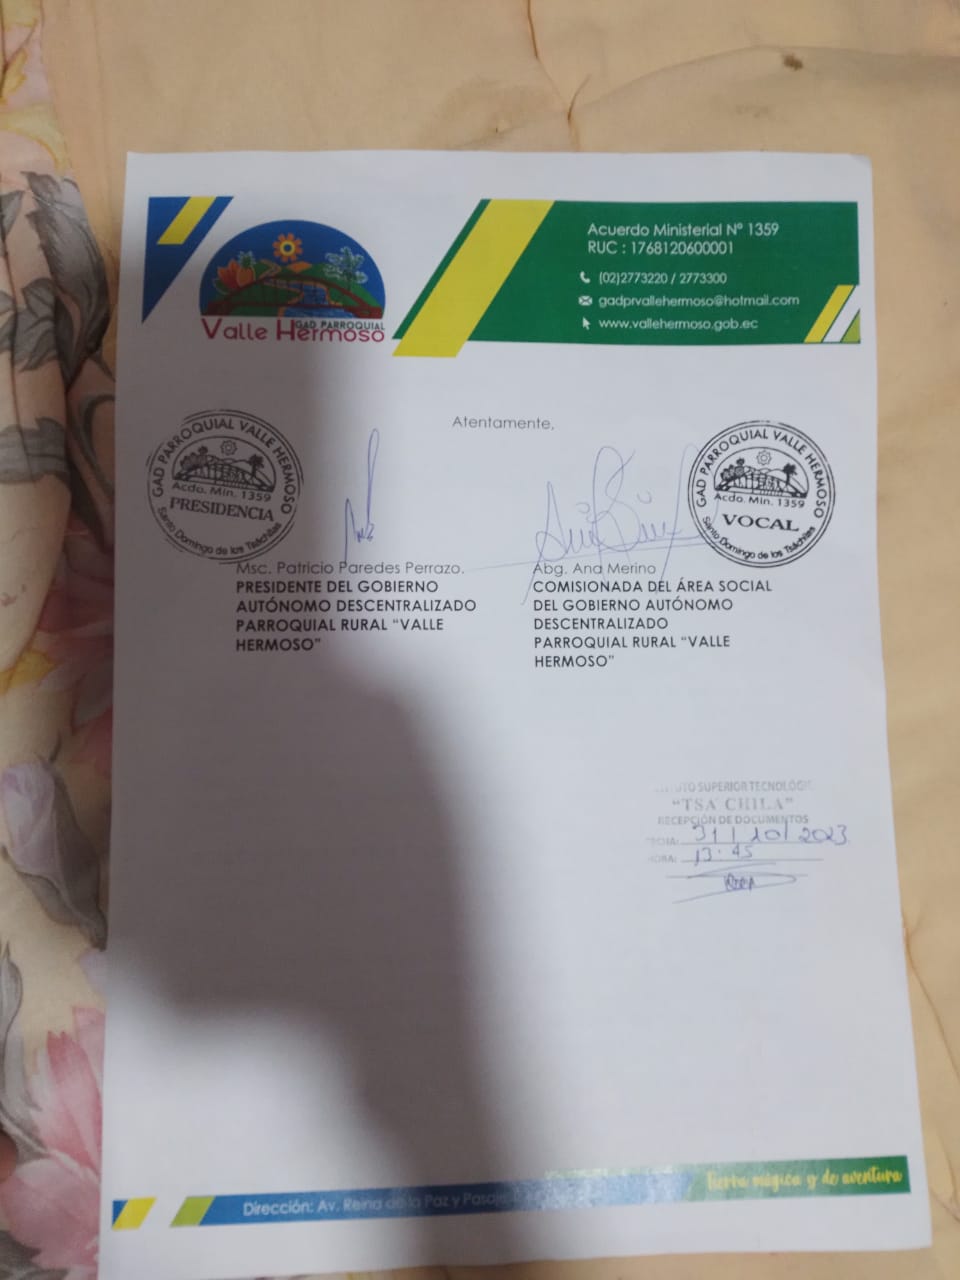 Acuerdo Ministerial Nº 1359
RUC : 1768120600001
(02)2773220 / 2773300
gadprvallehermoso@hotmail.com
www.vallehermoso.gob.ec
GAD PARROQUIAL
Valle Hermoso
Atentamente,
GAD PARROQUIAL VALLE HERMOSO
Acdo. Min. 1359
PRESIDENCIA
Santo Domingo de los Tsáchilas
GAD PARROQUIAL VALLE HERMOSO
Acdo. Min. 1359
VOCAL
Santo Domingo de los Tsáchilas
Msc. Patricio Paredes Perrazo.
PRESIDENTE DEL GOBIERNO
AUTÓNOMO DESCENTRALIZADO
PARROQUIAL RURAL “VALLE
HERMOSO”
Abg. Ana Merino
COMISIONADA DEL ÁREA SOCIAL
DEL GOBIERNO AUTÓNOMO
DESCENTRALIZADO
PARROQUIAL RURAL “VALLE
HERMOSO”
SUPERIOR
"TSA CHILA"
RECEPCIÓN DE DOCUMENTOS
31/10/2023
13:45
tierra mágica y de aventura
Dirección: Av. Reina de la Paz y Pasaje